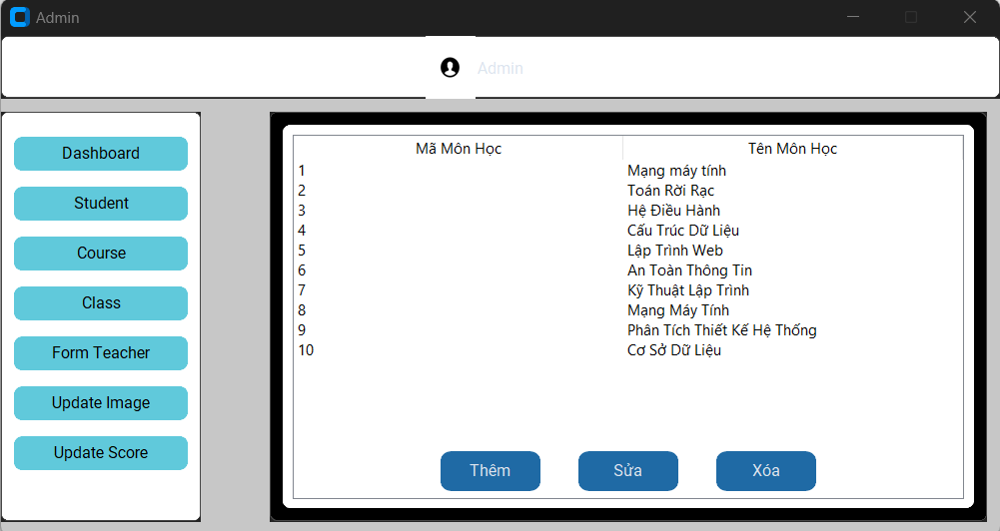 Admin
Admin
Dashboard
Student
Course
Class
Form Teacher
Update Image
Update Score
Mã Môn Học Tên Môn Học
1 Mạng máy tính
2 Toán Rời Rạc
3 Hệ Điều Hành
4 Cấu Trúc Dữ Liệu
5 Lập Trình Web
6 An Toàn Thông Tin
7 Kỹ Thuật Lập Trình
8 Mạng Máy Tính
9 Phân Tích Thiết Kế Hệ Thống
10 Cơ Sở Dữ Liệu
Thêm Sửa Xóa